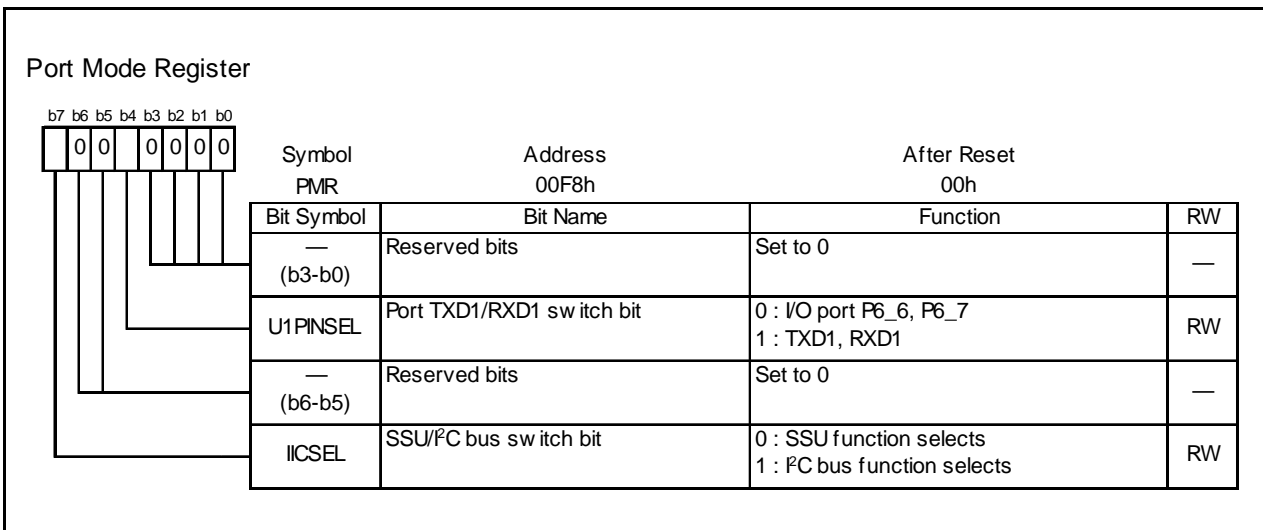 Port Mode Register
b7 b6 b5 b4 b3 b2 b1 b0
0 0 0 0 0 0
Symbol Address After Reset
PMR 00F8h 00h
Bit Symbol Bit Name Function RW
— Reserved bits Set to 0 —
(b3-b0)
U1PINSEL Port TXD1/RXD1 switch bit 0 : I/O port P6_6, P6_7 RW
1 : TXD1, RXD1
— Reserved bits Set to 0 —
(b6-b5)
IICSEL SSU/I²C bus switch bit 0 : SSU function selects RW
1 : I²C bus function selects